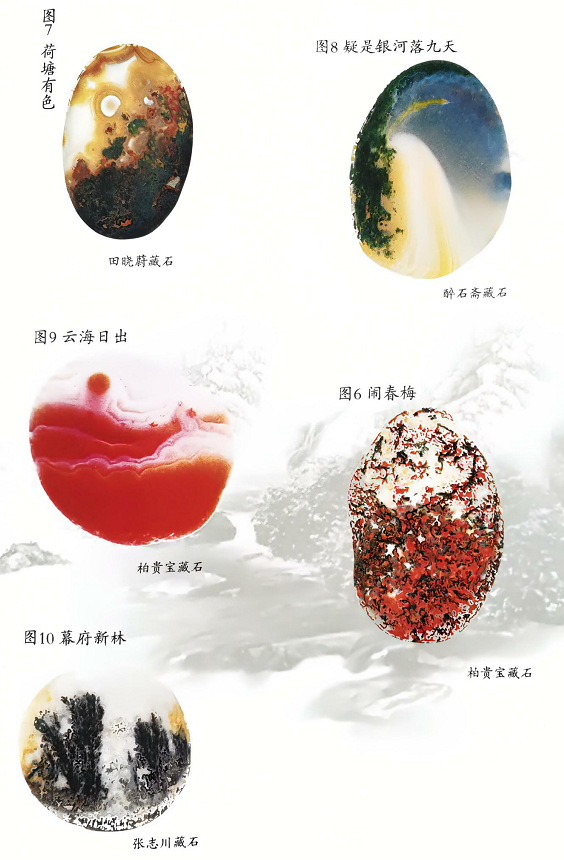 图7 荷塘有色
田晓蔚藏石
图8 疑是银河落九天
醉石斋藏石
图9 云海日出
柏贵宝藏石
图6 闹春梅
柏贵宝藏石
图10 幕府新林
张志川藏石